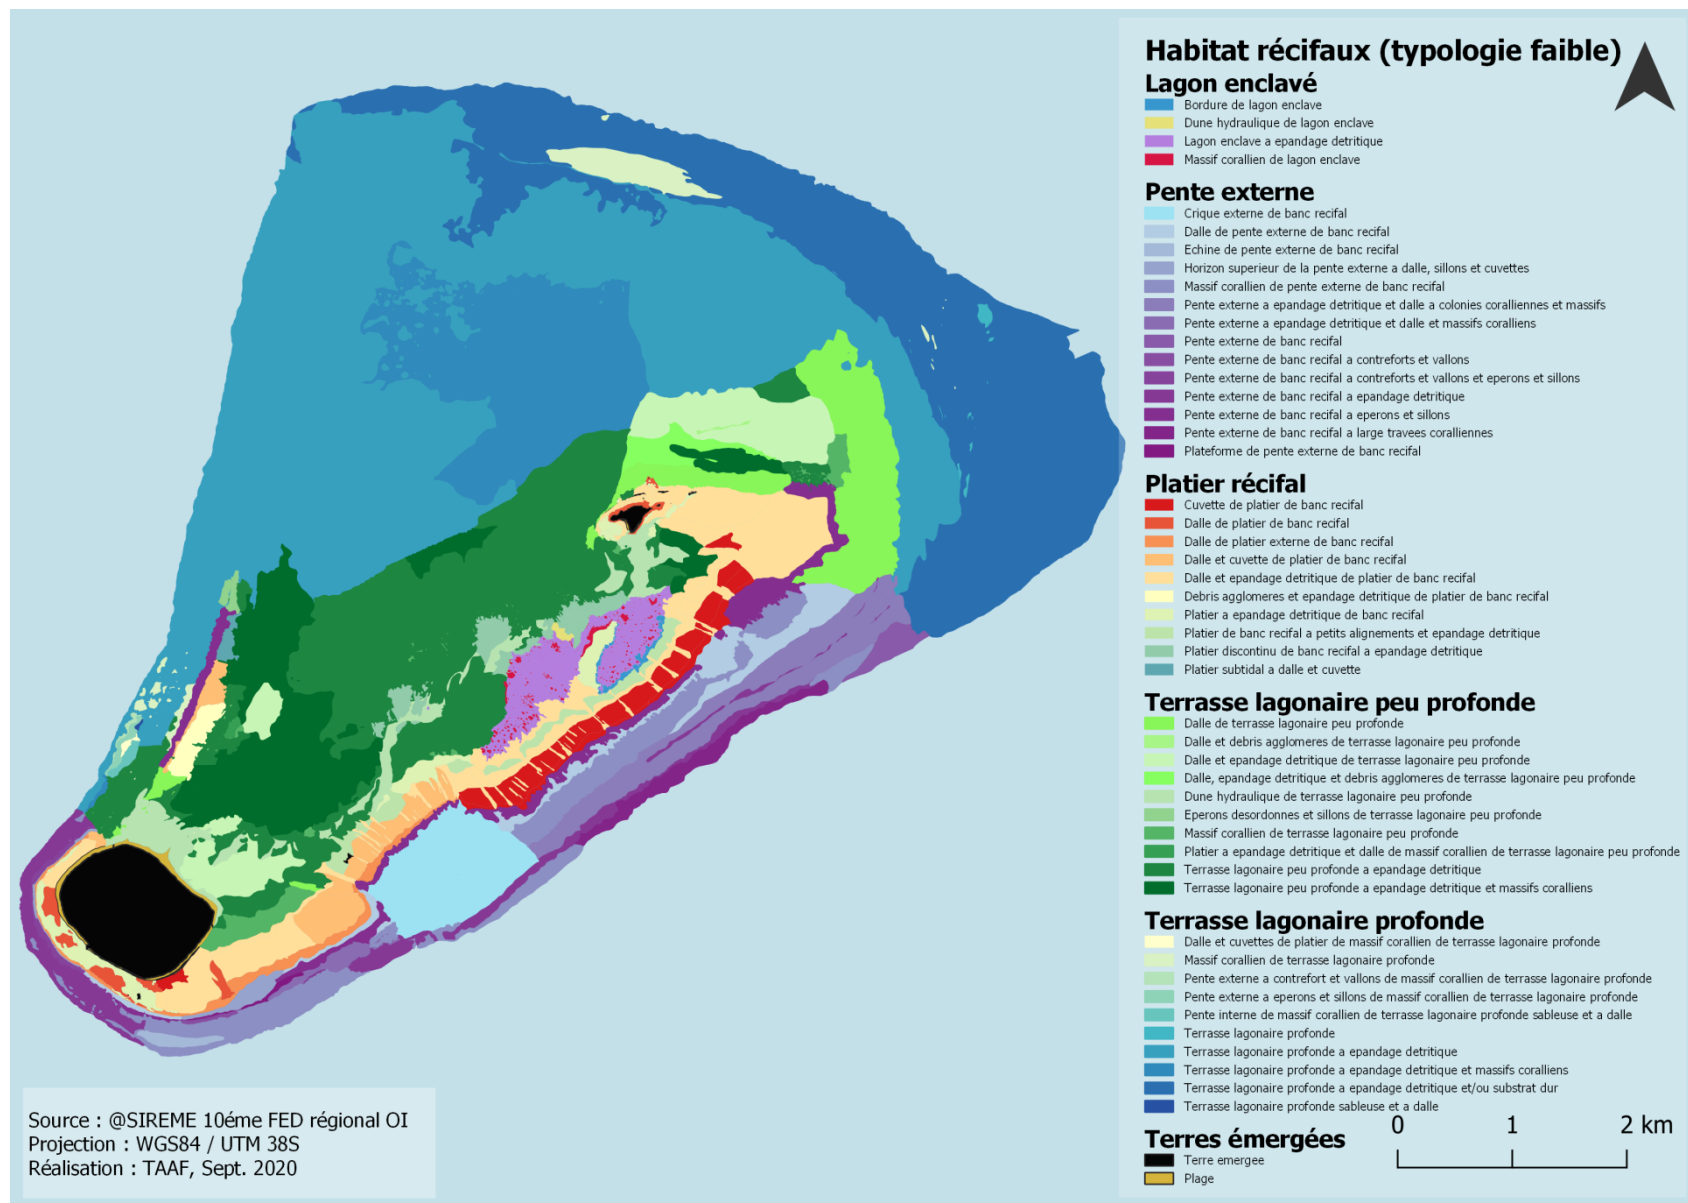 Habitat récifaux (typologie faible)
Lagon enclavé
Bordure de lagon enclave
Dune hydraulique de lagon enclave
Lagon enclave a epandage detritique
Massif corallien de lagon enclave
Pente externe
Crique externe de banc recifal
Dalle de pente externe de banc recifal
Echine de pente externe de banc recifal
Horizon superieur de la pente externe a dalle, sillons et cuvettes
Massif corallien de pente externe de banc recifal
Pente externe a epandage detritique et dalle a colonies coralliennes et massifs
Pente externe a epandage detritique et dalle et massifs coralliens
Pente externe de banc recifal
Pente externe de banc recifal a contreforts et vallons
Pente externe de banc recifal a contreforts et vallons et eperons et sillons
Pente externe de banc recifal a epandage detritique
Pente externe de banc recifal a eperons et sillons
Pente externe de banc recifal a large travees coralliennes
Plateforme de pente externe de banc recifal
Platier récifal
Cuvette de platier de banc recifal
Dalle de platier de banc recifal
Dalle de platier externe de banc recifal
Dalle et cuvette de platier de banc recifal
Dalle et epandage detritique de platier de banc recifal
Debris agglomeres et epandage detritique de platier de banc recifal
Platier a epandage detritique de banc recifal
Platier de banc recifal a petits alignements et epandage detritique
Platier discontinu de banc recifal a epandage detritique
Platier subtidal a dalle et cuvette
Terrasse lagonaire peu profonde
Dalle de terrasse lagonaire peu profonde
Dalle et debris agglomeres de terrasse lagonaire peu profonde
Dalle et epandage detritique de terrasse lagonaire peu profonde
Dalle, epandage detritique et debris agglomeres de terrasse lagonaire peu profonde
Dune hydraulique de terrasse lagonaire peu profonde
Eperons desordonnes et sillons de terrasse lagonaire peu profonde
Massif corallien de terrasse lagonaire peu profonde
Platier a epandage detritique et dalle de massif corallien de terrasse lagonaire peu profonde
Terrasse lagonaire peu profonde a epandage detritique
Terrasse lagonaire peu profonde a epandage detritique et massifs coralliens
Terrasse lagonaire profonde
Dalle et cuvettes de platier de massif corallien de terrasse lagonaire profonde
Massif corallien de terrasse lagonaire profonde
Pente externe a contrefort et vallons de massif corallien de terrasse lagonaire profonde
Pente externe a eperons et sillons de massif corallien de terrasse lagonaire profonde
Pente interne de massif corallien de terrasse lagonaire profonde sableuse et a dalle
Terrasse lagonaire profonde
Terrasse lagonaire profonde a epandage detritique
Terrasse lagonaire profonde a epandage detritique et massifs coralliens
Terrasse lagonaire profonde a epandage detritique et/ou substrat dur
Terrasse lagonaire profonde sableuse et a dalle
Terres émergées
Terre emergee
Plage
0 1 2 km
Source : @SIREME 10éme FED régional OI
Projection : WGS84 / UTM 38S
Réalisation : TAAF, Sept. 2020